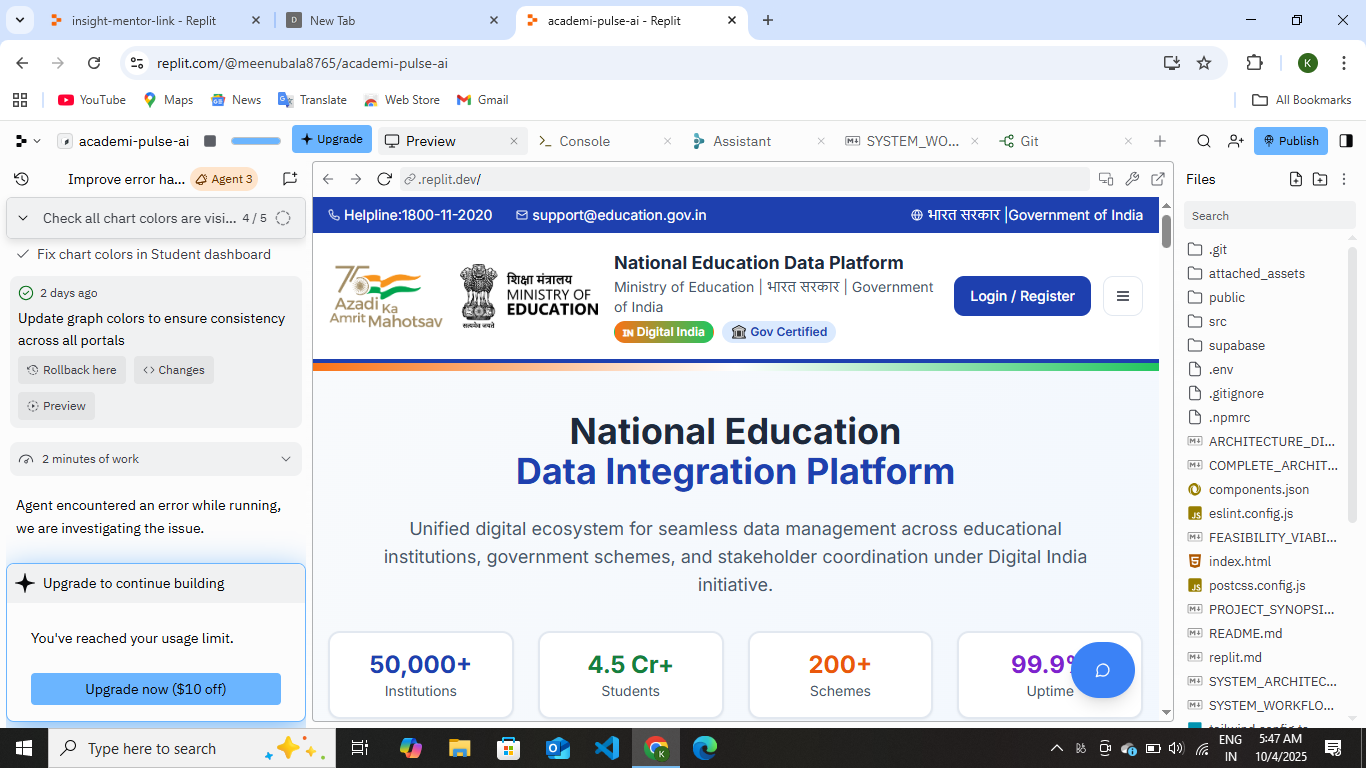 insight-mentor-link - Replit
New Tab
academi-pulse-ai - Replit
replit.com/@meenubala8765/academi-pulse-ai
K
YouTube
Maps
News
Translate
Web Store
Gmail
All Bookmarks
academi-pulse-ai
Upgrade
Preview
Console
Assistant
SYSTEM_WO...
Git
Publish
Improve error ha...
Agent 3
Check all chart colors are visi...
4 / 5
Fix chart colors in Student dashboard
2 days ago
Update graph colors to ensure consistency
across all portals
Rollback here
Changes
Preview
2 minutes of work
Agent encountered an error while running,
we are investigating the issue.
Upgrade to continue building
You've reached your usage limit.
Upgrade now ($10 off)
.replit.dev/
Helpline:1800-11-2020
support@education.gov.in
भारत सरकार |Government of India
75
Azadi Ka
Amrit Mahotsav
सत्यमेव जयते
शिक्षा मंत्रालय
MINISTRY OF
EDUCATION
National Education Data Platform
Ministry of Education | भारत सरकार | Government
of India
IN Digital India
Gov Certified
Login / Register
National Education
Data Integration Platform
Unified digital ecosystem for seamless data management across educational
institutions, government schemes, and stakeholder coordination under Digital India
initiative.
50,000+
Institutions
4.5 Cr+
Students
200+
Schemes
99.9%
Uptime
Files
Search
.git
attached_assets
public
src
supabase
.env
.gitignore
.npmrc
ARCHITECTURE_DI...
COMPLETE_ARCHIT...
components.json
eslint.config.js
FEASIBILITY_VIABI...
index.html
postcss.config.js
PROJECT_SYNOPSI...
README.md
replit.md
SYSTEM_ARCHITEC...
SYSTEM_WORKFLO...
tailwind.config.ts
Type here to search
ENG
IN
5:47 AM
10/4/2025